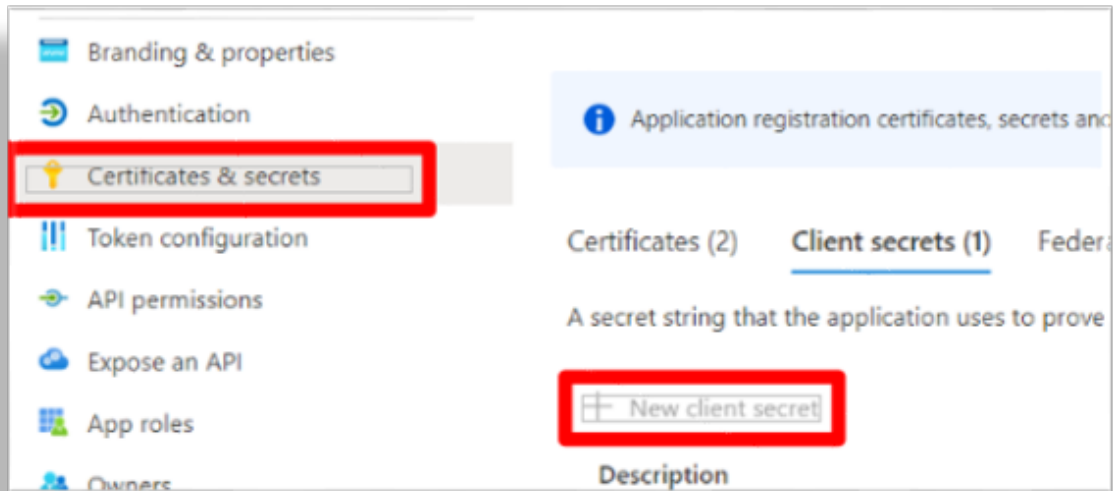 Branding & properties
Authentication
Certificates & secrets
Token configuration
API permissions
Expose an API
App roles
Owners
Application registration certificates, secrets and
Certificates (2)
Client secrets (1)
Federa
A secret string that the application uses to prove
New client secret
Description